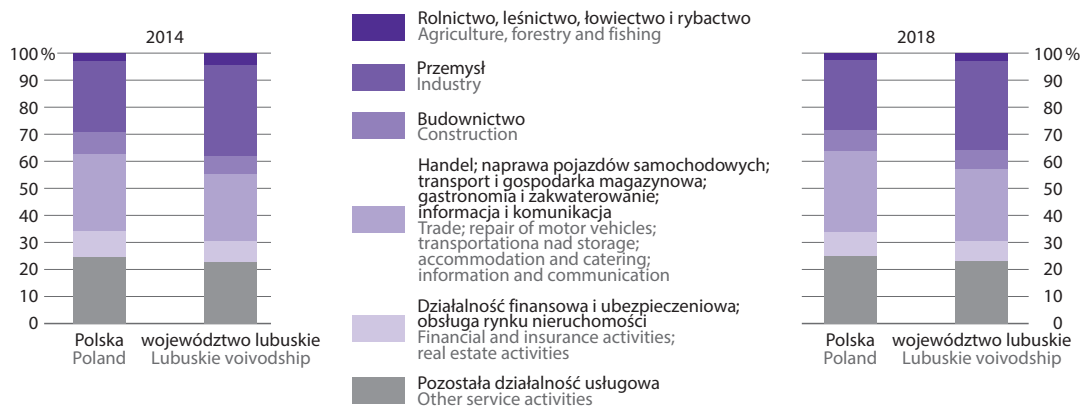 2014
100 %
90
80
70
60
50
40
30
20
10
0
Polska
Poland
województwo lubuskie
Lubuskie voivodship
Rolnictwo, leśnictwo, łowiectwo i rybactwo
Agriculture, forestry and fishing
Przemysł
Industry
Budownictwo
Construction
Handel; naprawa pojazdów samochodowych;
transport i gospodarka magazynowa;
gastronomia i zakwaterowanie;
informacja i komunikacja
Trade; repair of motor vehicles;
transportationa nad storage;
accommodation and catering;
information and communication
Działalność finansowa i ubezpieczeniowa;
obsługa rynku nieruchomości
Financial and insurance activities;
real estate activities
Pozostała działalność usługowa
Other service activities
2018
100 %
90
80
70
60
50
40
30
20
10
0
Polska
Poland
województwo lubuskie
Lubuskie voivodship